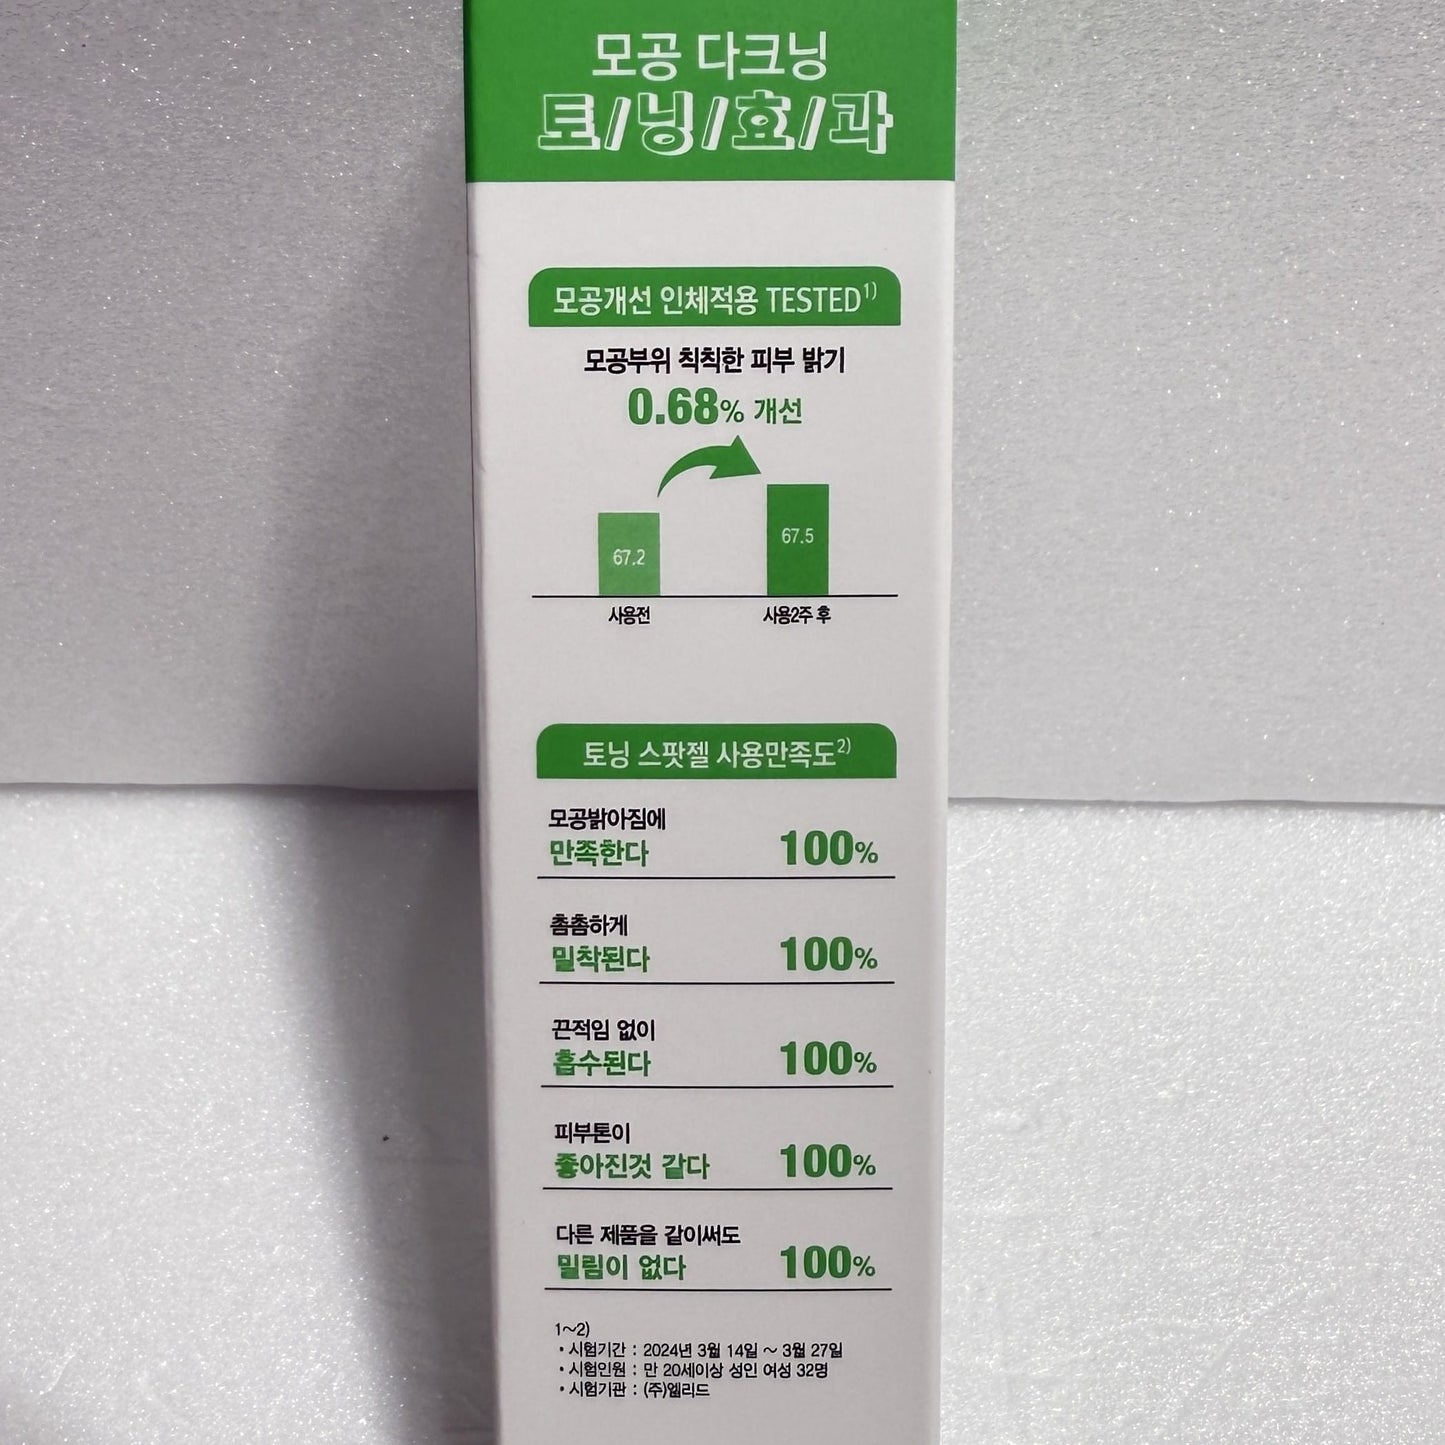 모공 다크닝
토/닝/효/과
모공개선 인체적용 TESTED1)
모공부위 칙칙한 피부 밝기
0.68% 개선
67.2
67.5
사용전
사용2주 후
토닝 스팟젤 사용만족도2)
모공밝아짐에
만족한다
100%
촘촘하게
밀착된다
100%
끈적임 없이
흡수된다
100%
피부톤이
좋아진것 같다
100%
다른 제품을 같이써도
밀림이 없다
100%
1~2)
• 시험기간 : 2024년 3월 14일 ~ 3월 27일
• 시험인원 : 만 20세이상 성인 여성 32명
• 시험기관 : (주)엘리드